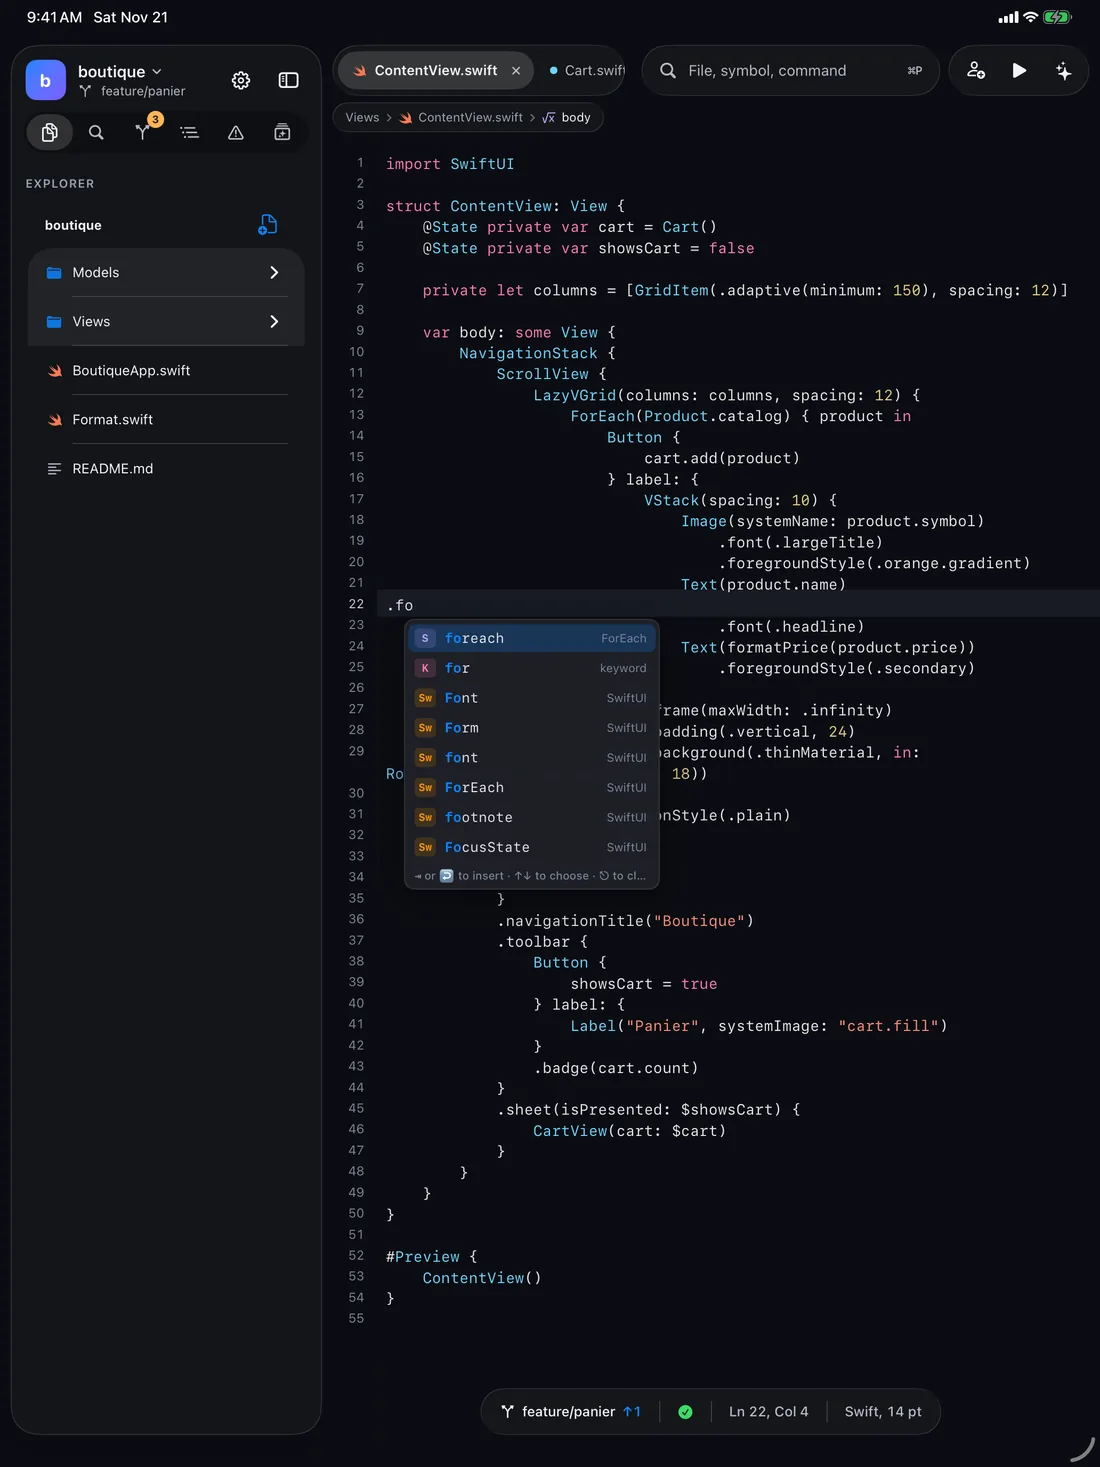 9:41 AM Sat Nov 21
b
boutique
feature/panier
3
EXPLORER
boutique
Models
Views
BoutiqueApp.swift
Format.swift
README.md
ContentView.swift
Cart.swift
File, symbol, command
⌘P
Views > ContentView.swift > √x body
1 import SwiftUI
2
3 struct ContentView: View {
4 @State private var cart = Cart()
5 @State private var showsCart = false
6
7 private let columns = [GridItem(.adaptive(minimum: 150), spacing: 12)]
8
9 var body: some View {
10 NavigationStack {
11 ScrollView {
12 LazyVGrid(columns: columns, spacing: 12) {
13 ForEach(Product.catalog) { product in
14 Button {
15 cart.add(product)
16 } label: {
17 VStack(spacing: 10) {
18 Image(systemName: product.symbol)
19 .font(.largeTitle)
20 .foregroundStyle(.orange.gradient)
21 Text(product.name)
22 .fo
23 .font(.headline)
24 Text(formatPrice(product.price))
25 .foregroundStyle(.secondary)
26
27 frame(maxWidth: .infinity)
28 padding(.vertical, 24)
29 background(.thinMaterial, in:
Ro 18))
30
31 onStyle(.plain)
32
33
34
35 }
36 .navigationTitle("Boutique")
37 .toolbar {
38 Button {
39 showsCart = true
40 } label: {
41 Label("Panier", systemImage: "cart.fill")
42 }
43 .badge(cart.count)
44 }
45 .sheet(isPresented: $showsCart) {
46 CartView(cart: $cart)
47 }
48 }
49 }
50 }
51
52 #Preview {
53 ContentView()
54 }
55
S foreach ForEach
K for keyword
Sw Font SwiftUI
Sw Form SwiftUI
Sw font SwiftUI
Sw ForEach SwiftUI
Sw footnote SwiftUI
Sw FocusState SwiftUI
⇥ or ↩ to insert · ↑↓ to choose · ⎋ to cl...
feature/panier ↑1
Ln 22, Col 4
Swift, 14 pt